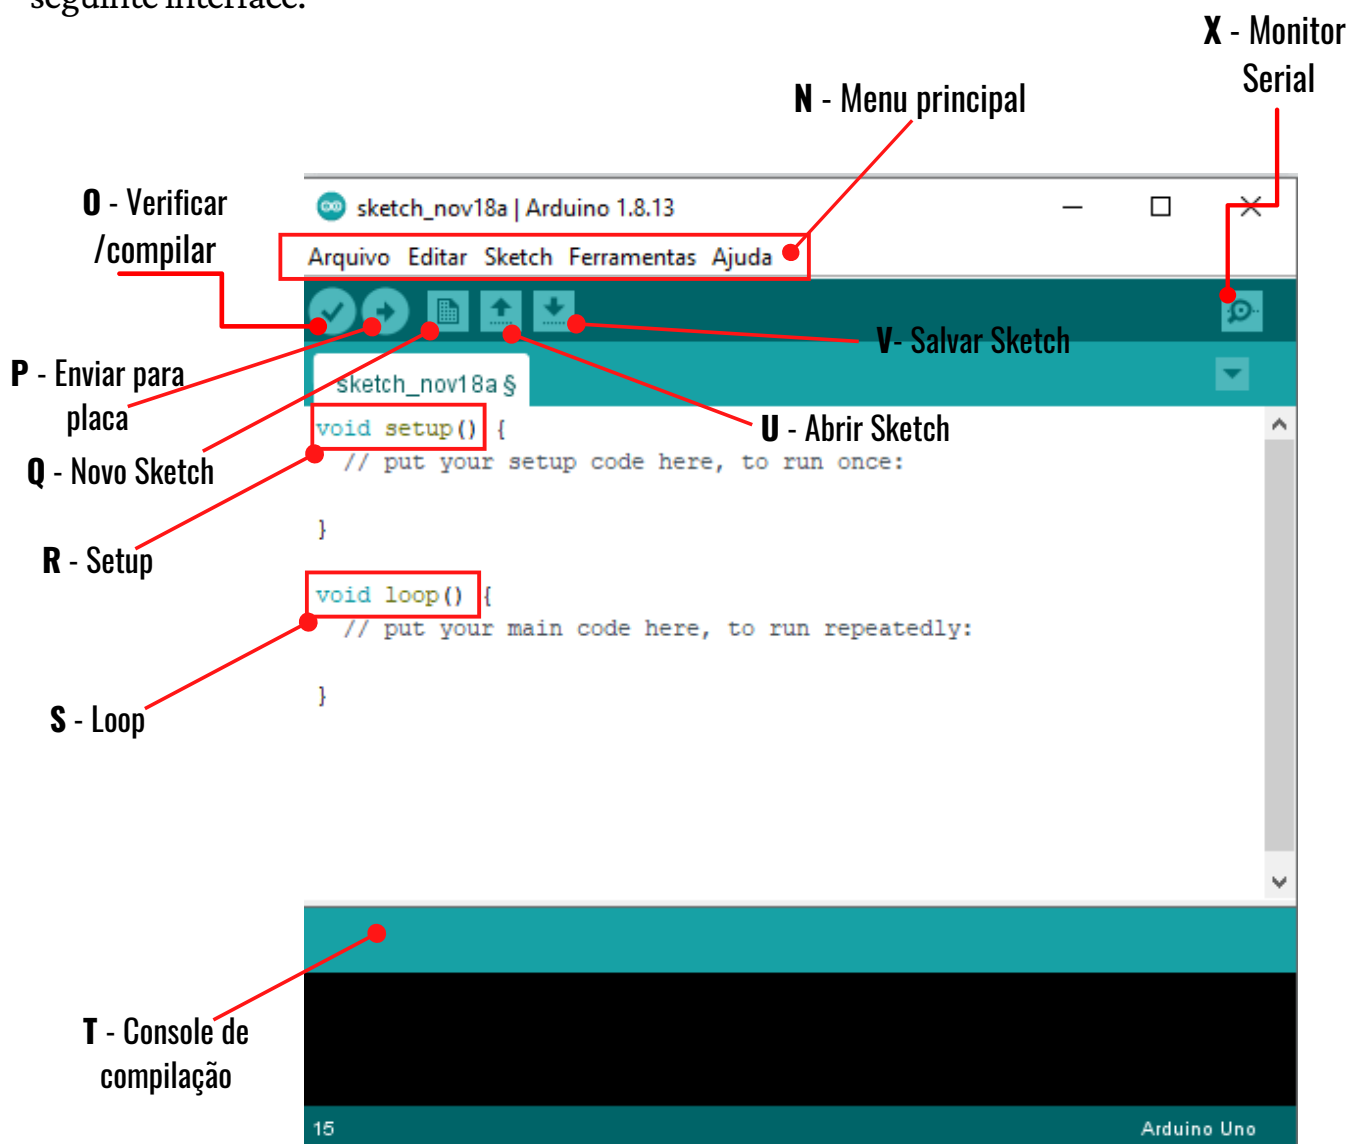 seguinte interface.
X - Monitor
Serial
N - Menu principal
O - Verificar
/compilar
sketch_nov18a | Arduino 1.8.13
Arquivo Editar Sketch Ferramentas Ajuda
V- Salvar Sketch
P - Enviar para
placa
sketch_nov18a §
U - Abrir Sketch
void setup() {
// put your setup code here, to run once:
Q - Novo Sketch
}
R - Setup
void loop() {
// put your main code here, to run repeatedly:
}
S - Loop
T - Console de
compilação
15
Arduino Uno